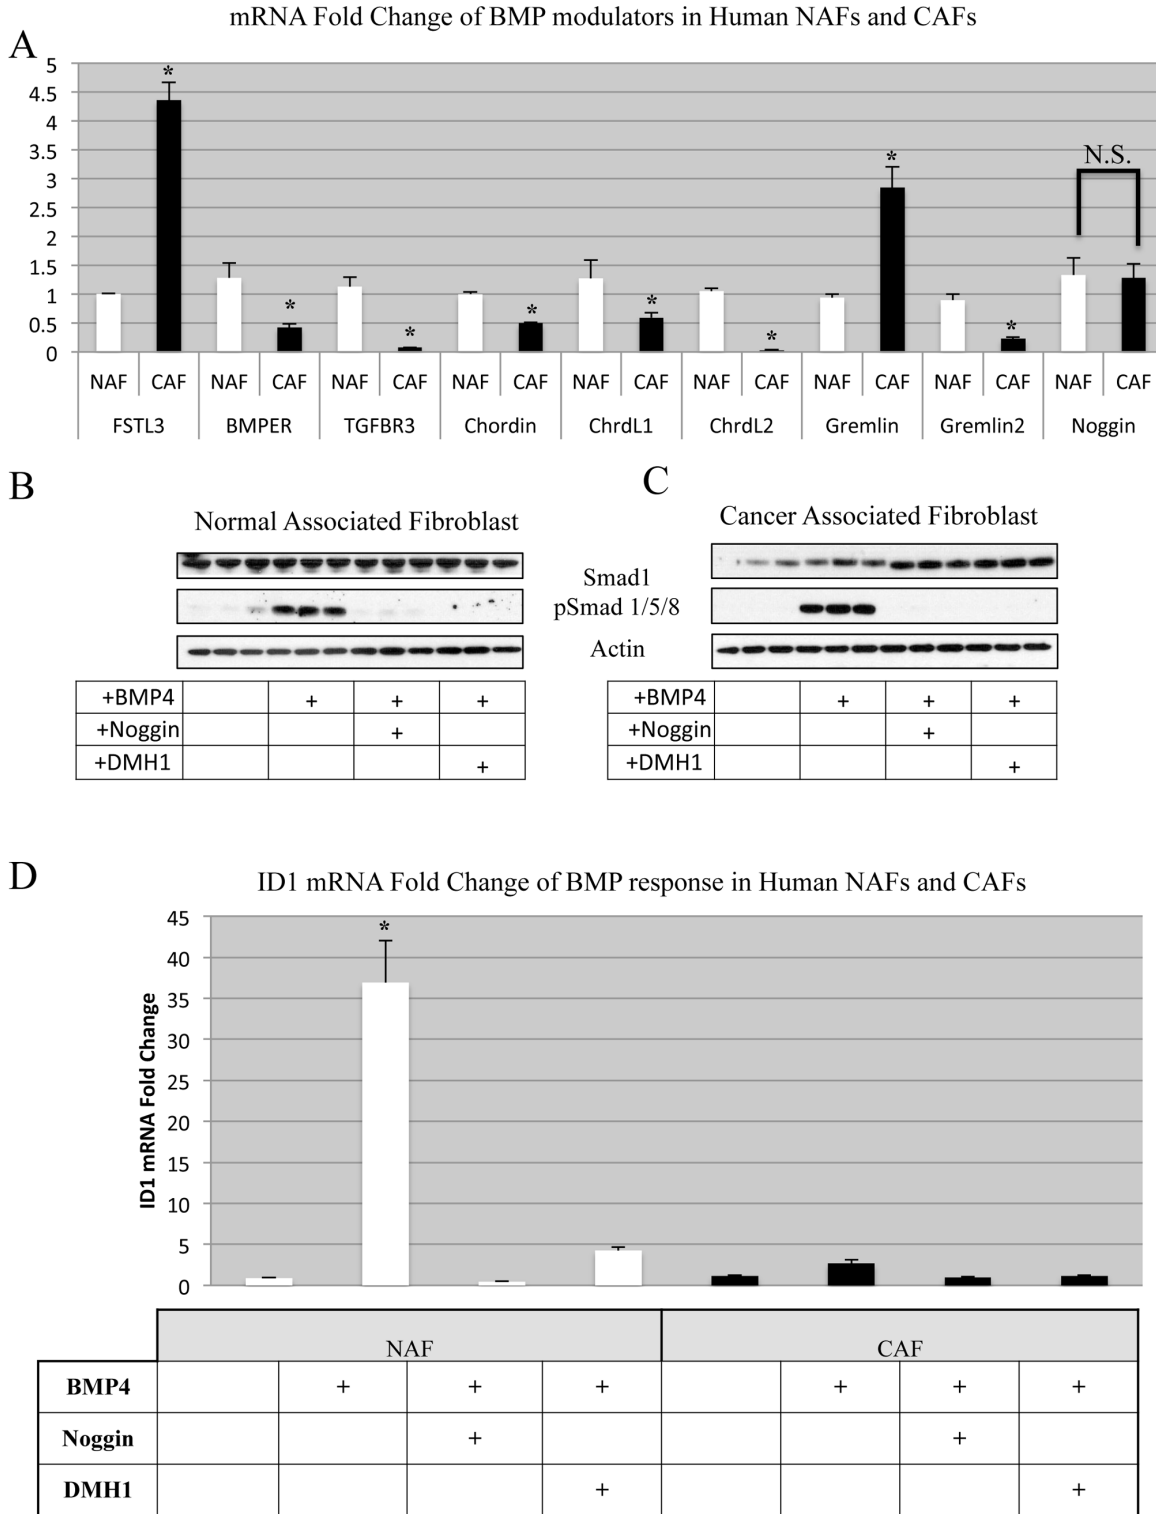 mRNA Fold Change of BMP modulators in Human NAFs and CAFs
A
5
4.5
4
3.5
3
2.5
2
1.5
1
0.5
0
* * * * * * * *
N.S.
NAF CAF NAF CAF NAF CAF NAF CAF NAF CAF NAF CAF NAF CAF NAF CAF NAF CAF
FSTL3 BMPER TGFBR3 Chordin ChrdL1 ChrdL2 Gremlin Gremlin2 Noggin
B
Normal Associated Fibroblast
C
Cancer Associated Fibroblast
Smad1
pSmad 1/5/8
Actin
+BMP4 + + +
+Noggin +
+DMH1 +
+BMP4 + + +
+Noggin +
+DMH1 +
D
ID1 mRNA Fold Change of BMP response in Human NAFs and CAFs
ID1 mRNA Fold Change
45
40
35
30
25
20
15
10
5
0
*
NAF CAF
BMP4 + + + + + +
Noggin + +
DMH1 + +